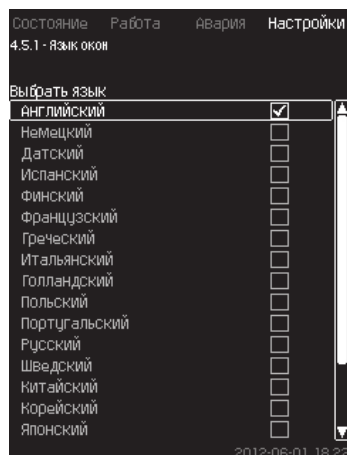 Состояние Работа Авария Настройки
4.5.1 - Язык окон
Выбрать язык
Английский
Немецкий
Датский
Испанский
Финский
Французский
Греческий
Итальянский
Голландский
Польский
Португальский
Русский
Шведский
Китайский
Корейский
Японский
2012-06-01 18:22